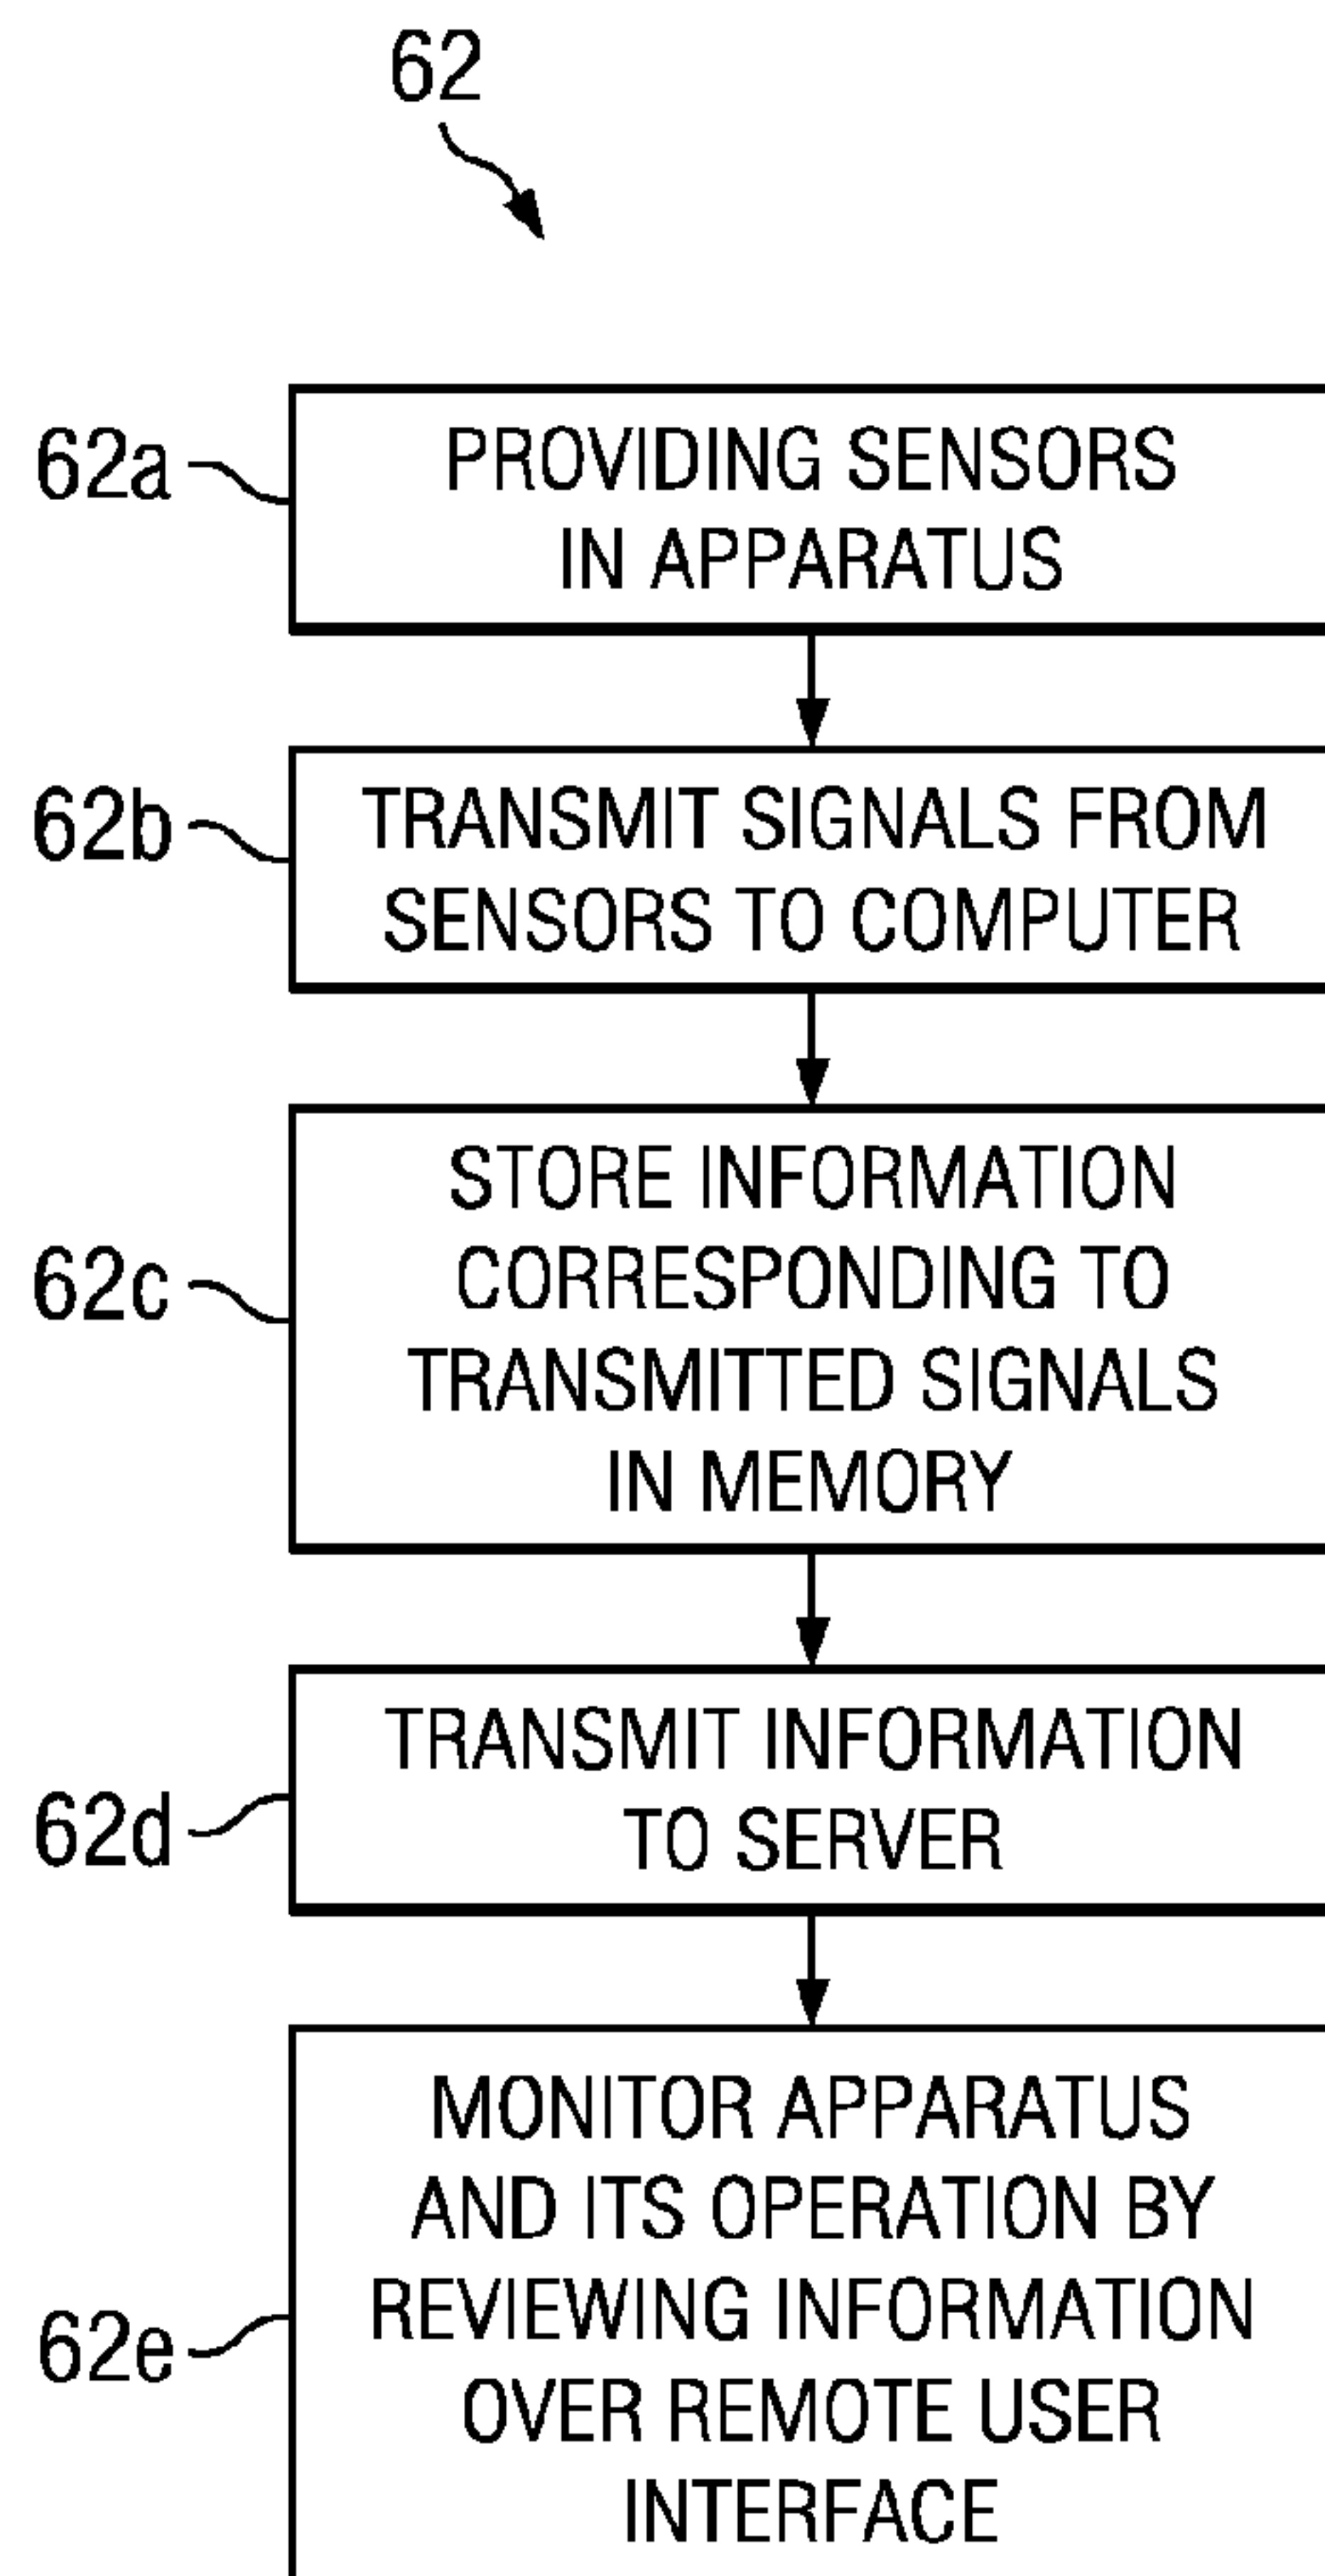 62
62a
PROVIDING SENSORS
IN APPARATUS
62b
TRANSMIT SIGNALS FROM
SENSORS TO COMPUTER
62c
STORE INFORMATION
CORRESPONDING TO
TRANSMITTED SIGNALS
IN MEMORY
62d
TRANSMIT INFORMATION
TO SERVER
62e
MONITOR APPARATUS
AND ITS OPERATION BY
REVIEWING INFORMATION
OVER REMOTE USER
INTERFACE